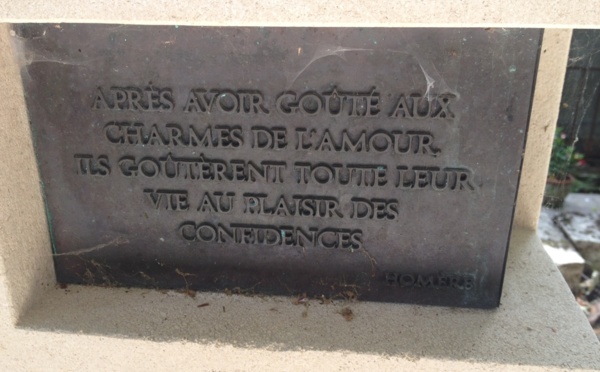 APRÈS AVOIR GOÛTÉ AUX
CHARMES DE L'AMOUR
ILS GOÛTÈRENT TOUTE LEUR
VIE AU PLAISIR DES
CONFIDENCES
HOMÈRE